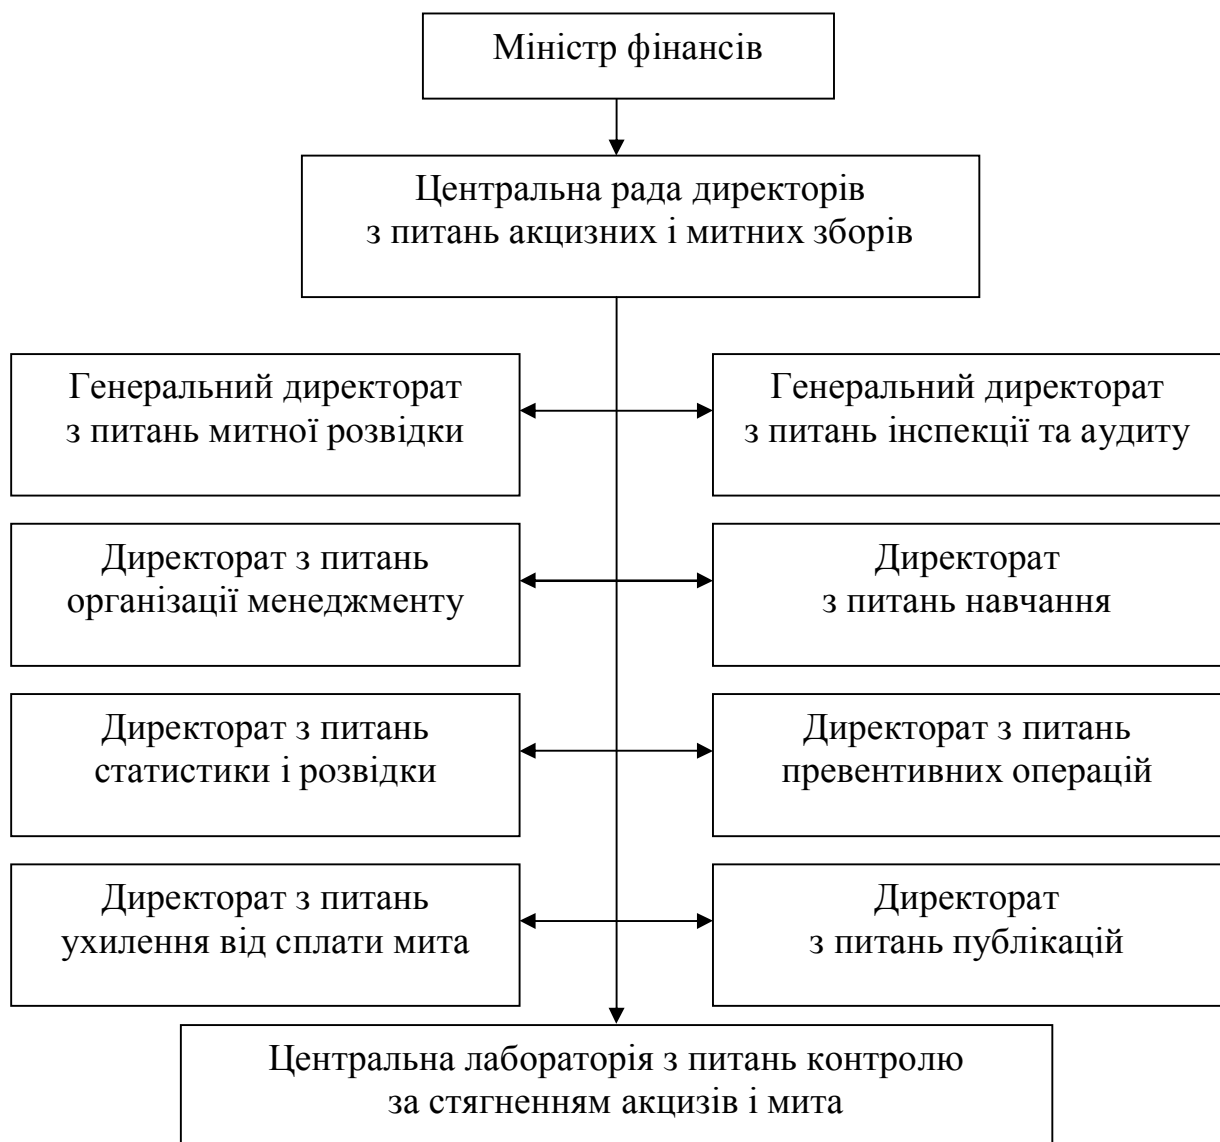 Міністр фінансів
Центральна рада директорів
з питань акцизних і митних зборів
Генеральний директорат
з питань митної розвідки
Генеральний директорат
з питань інспекції та аудиту
Директорат з питань
організації менеджменту
Директорат
з питань навчання
Директорат з питань
статистики і розвідки
Директорат з питань
превентивних операцій
Директорат з питань
ухилення від сплати мита
Директорат
з питань публікацій
Центральна лабораторія з питань контролю
за стягненням акцизів і мита